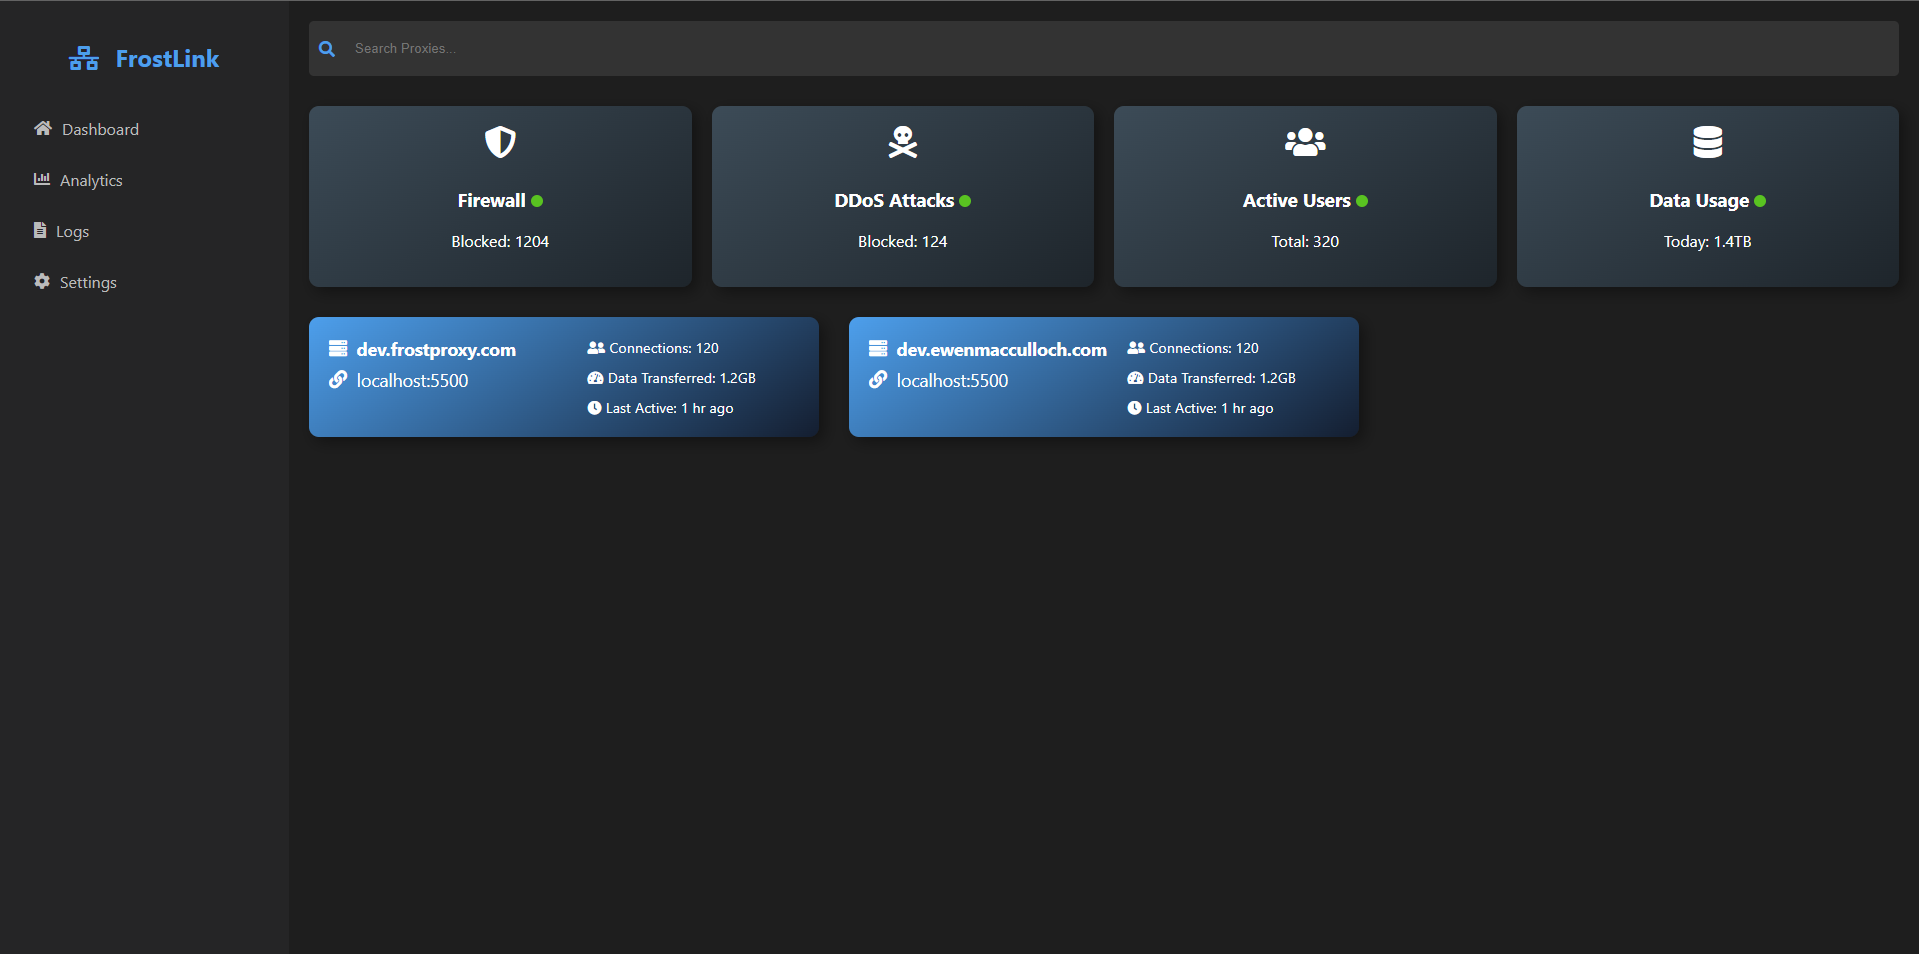 FrostLink
Dashboard
Analytics
Logs
Settings
Search Proxies...
Firewall
Blocked: 1204
DDoS Attacks
Blocked: 124
Active Users
Total: 320
Data Usage
Today: 1.4TB
dev.frostproxy.com
localhost:5500
Connections: 120
Data Transferred: 1.2GB
Last Active: 1 hr ago
dev.ewenmacculloch.com
localhost:5500
Connections: 120
Data Transferred: 1.2GB
Last Active: 1 hr ago